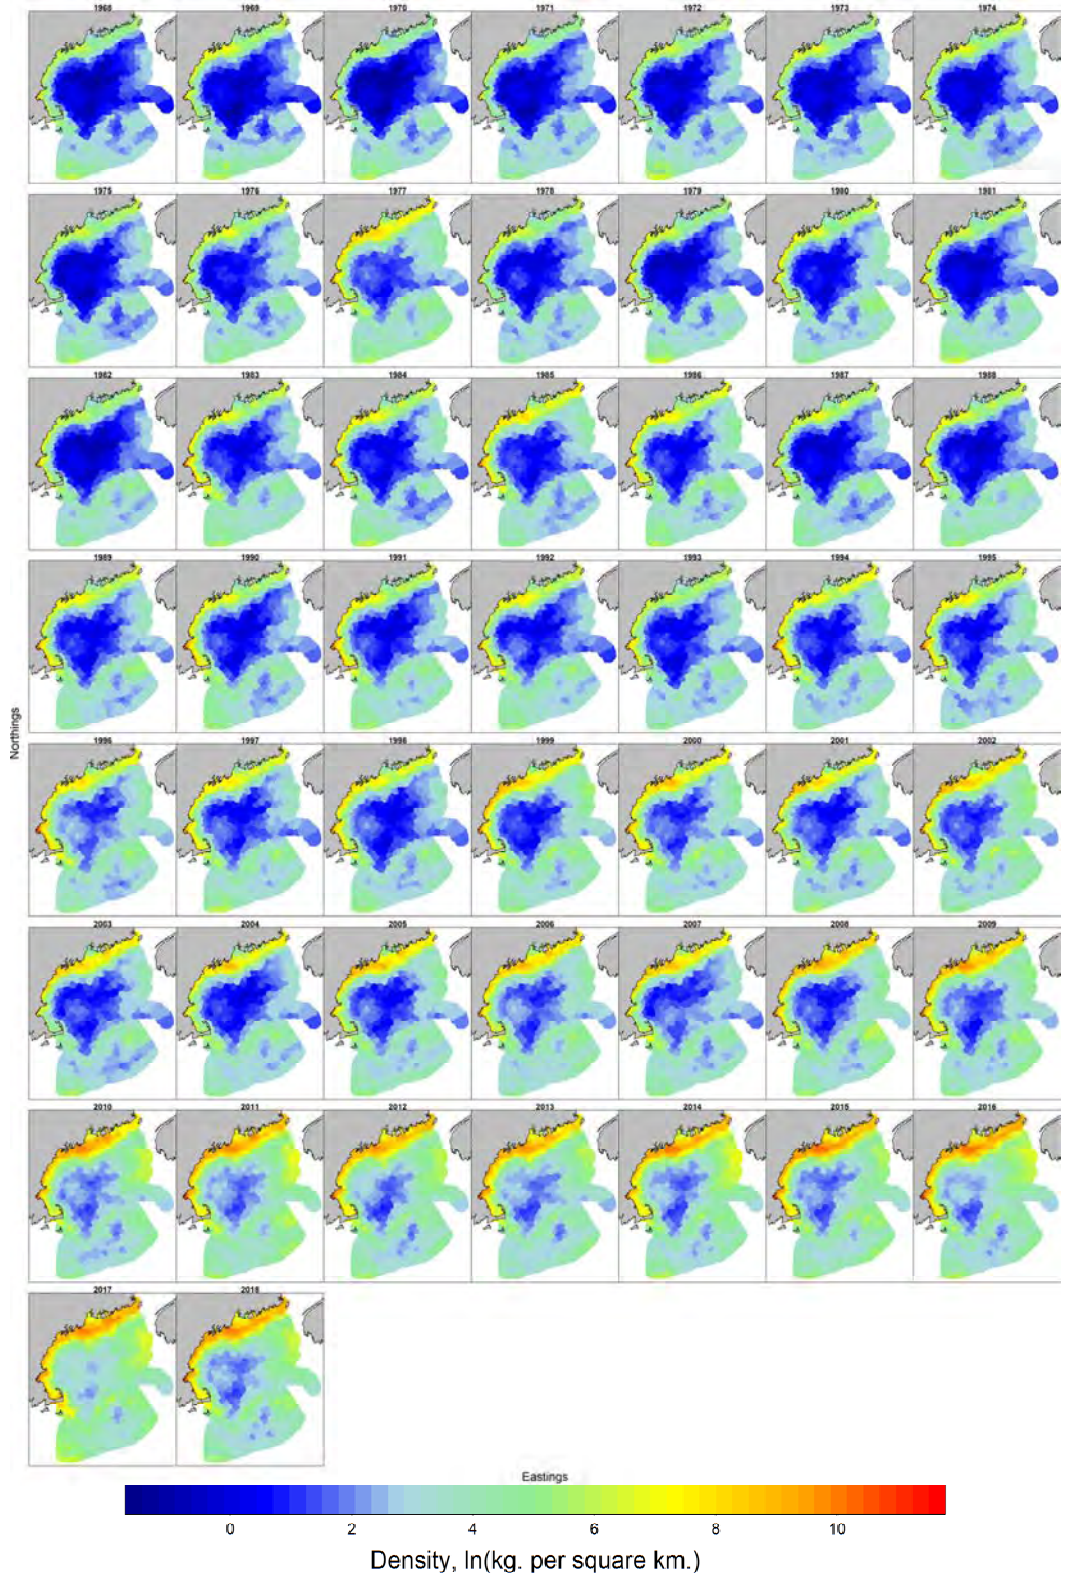 1968 1969 1970 1971 1972 1973 1974
1975 1976 1977 1978 1979 1980 1981
1982 1983 1984 1985 1986 1987 1988
1989 1990 1991 1992 1993 1994 1995
Northings
1996 1997 1998 1999 2000 2001 2002
2003 2004 2005 2006 2007 2008 2009
2010 2011 2012 2013 2014 2015 2016
2017 2018
Eastings
0 2 4 6 8 10
Density, ln(kg. per square km.)